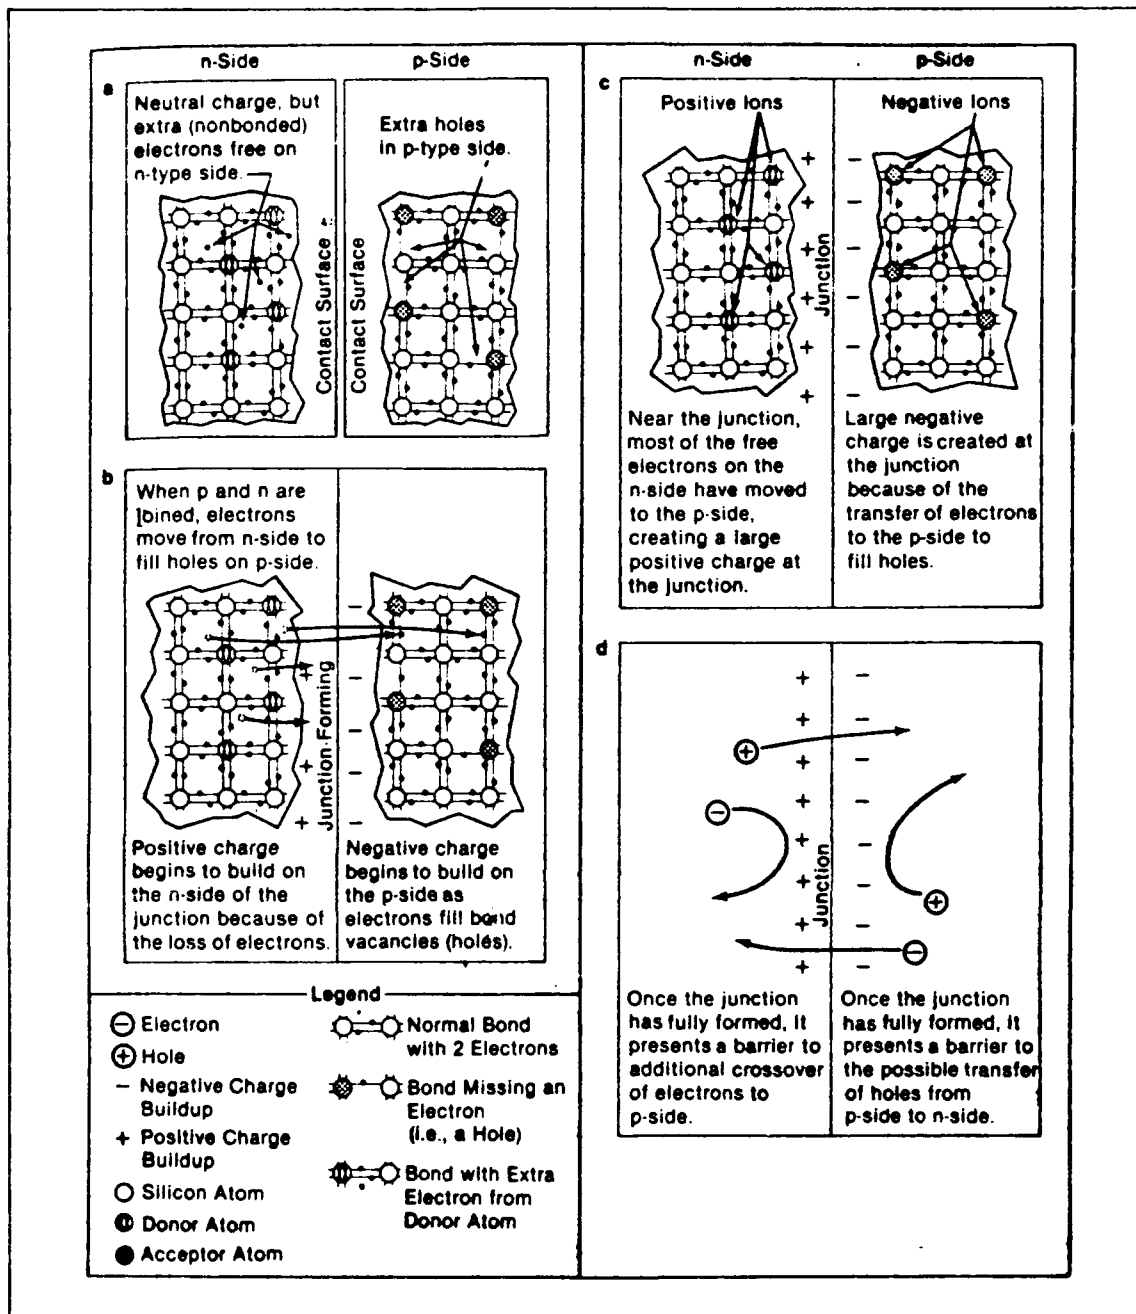 n-Side
p-Side
a
Neutral charge, but
extra (nonbonded)
electrons free on
n-type side.
Extra holes
in p-type side.
Contact Surface
Contact Surface
b
When p and n are
joined, electrons
move from n-side to
fill holes on p-side.
Junction Forming
Positive charge
begins to build on
the n-side of the
junction because of
the loss of electrons.
Negative charge
begins to build on
the p-side as
electrons fill bond
vacancies (holes).
Legend
Electron
Hole
– Negative Charge
Buildup
+ Positive Charge
Buildup
Silicon Atom
Donor Atom
Acceptor Atom
Normal Bond
with 2 Electrons
Bond Missing an
Electron
(i.e., a Hole)
Bond with Extra
Electron from
Donor Atom
n-Side
p-Side
c
Positive Ions
Negative Ions
Junction
Near the junction,
most of the free
electrons on the
n-side have moved
to the p-side,
creating a large
positive charge at
the junction.
Large negative
charge is created at
the junction
because of the
transfer of electrons
to the p-side to
fill holes.
d
Junction
Once the junction
has fully formed, it
presents a barrier to
additional crossover
of electrons to
p-side.
Once the junction
has fully formed, it
presents a barrier to
the possible transfer
of holes from
p-side to n-side.